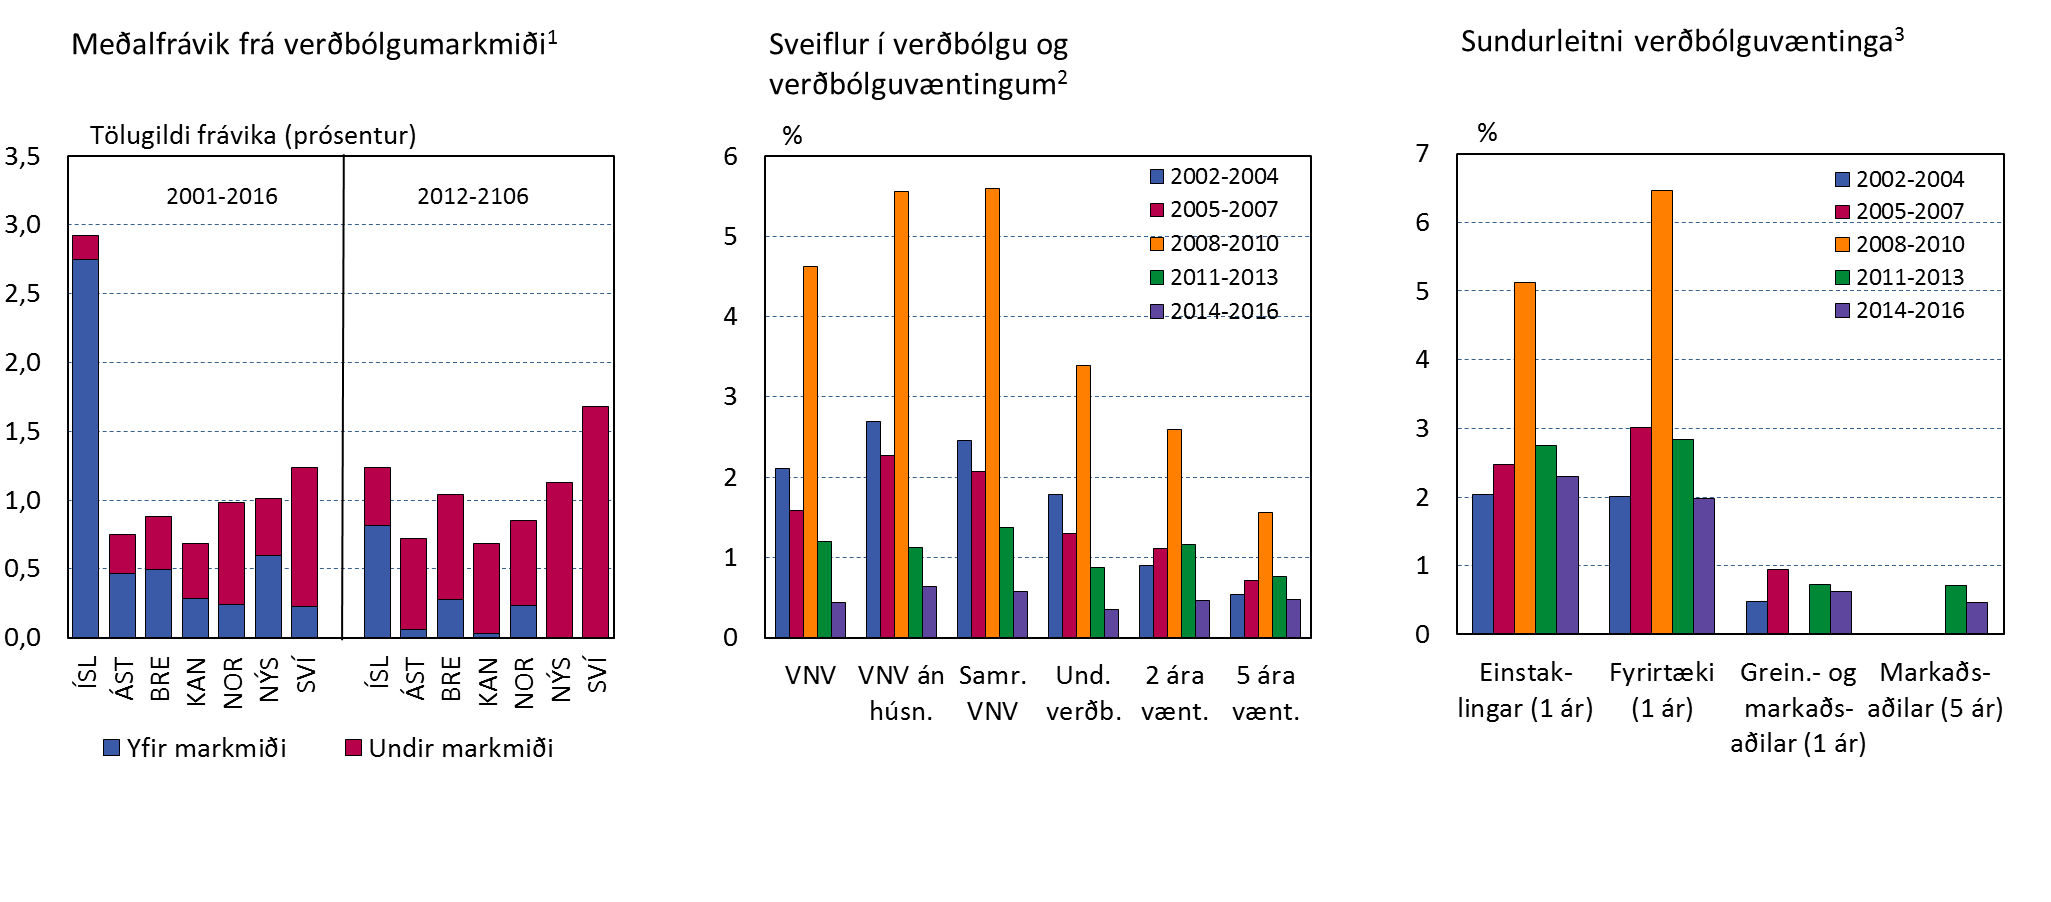 Meðalfrávik frá verðbólgumarkmiði¹
Tölugildi frávika (prósentur)
3,5
3,0
2,5
2,0
1,5
1,0
0,5
0,0
2001-2016
2012-2106
ÍSL
ÁST
BRE
KAN
NOR
NÝS
SVÍ
ÍSL
ÁST
BRE
KAN
NOR
NÝS
SVÍ
Yfir markmiði
Undir markmiði
Sveiflur í verðbólgu og
verðbólguvæntingum²
%
6
5
4
3
2
1
0
2002-2004
2005-2007
2008-2010
2011-2013
2014-2016
VNV
VNV án
húsn.
Samr.
VNV
Und.
verðb.
2 ára
vænt.
5 ára
vænt.
Sundurleitni verðbólguvæntinga³
%
7
6
5
4
3
2
1
0
2002-2004
2005-2007
2008-2010
2011-2013
2014-2016
Einstak-
lingar (1 ár)
Fyrirtæki
(1 ár)
Grein.- og
markaðs-
aðilar (1 ár)
Markaðs-
aðilar (5 ár)